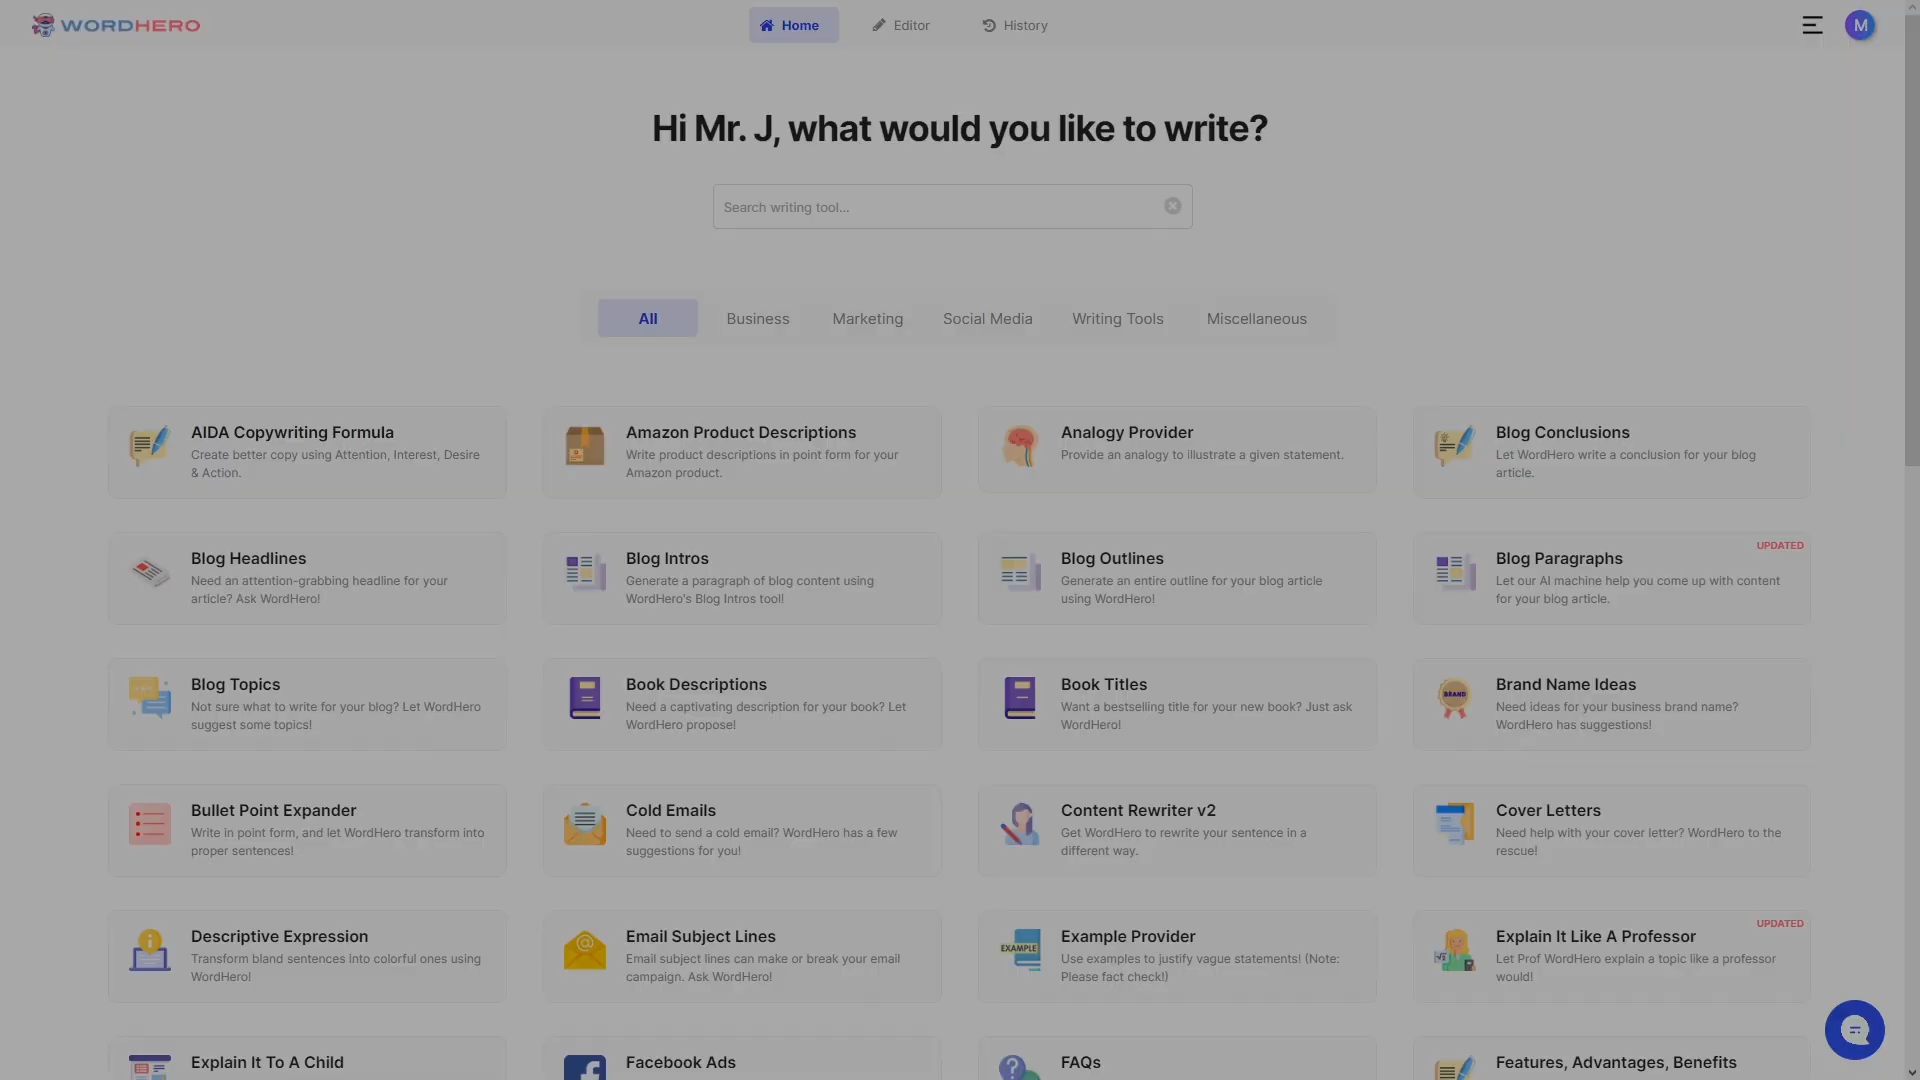 WORDHERO
Home
Editor
History
M
Hi Mr. J, what would you like to write?
Search writing tool...
All
Business
Marketing
Social Media
Writing Tools
Miscellaneous
AIDA Copywriting Formula
Create better copy using Attention, Interest, Desire
& Action.
Amazon Product Descriptions
Write product descriptions in point form for your
Amazon product.
Analogy Provider
Provide an analogy to illustrate a given statement.
Blog Conclusions
Let WordHero write a conclusion for your blog
article.
Blog Headlines
Need an attention-grabbing headline for your
article? Ask WordHero!
Blog Intros
Generate a paragraph of blog content using
WordHero's Blog Intros tool!
Blog Outlines
Generate an entire outline for your blog article
using WordHero!
UPDATED
Blog Paragraphs
Let our AI machine help you come up with content
for your blog article.
Blog Topics
Not sure what to write for your blog? Let WordHero
suggest some topics!
Book Descriptions
Need a captivating description for your book? Let
WordHero propose!
Book Titles
Want a bestselling title for your new book? Just ask
WordHero!
BRAND
Brand Name Ideas
Need ideas for your business brand name?
WordHero has suggestions!
Bullet Point Expander
Write in point form, and let WordHero transform into
proper sentences!
Cold Emails
Need to send a cold email? WordHero has a few
suggestions for you!
Content Rewriter v2
Get WordHero to rewrite your sentence in a
different way.
Cover Letters
Need help with your cover letter? WordHero to the
rescue!
Descriptive Expression
Transform bland sentences into colorful ones using
WordHero!
Email Subject Lines
Email subject lines can make or break your email
campaign. Ask WordHero!
EXAMPLE
Example Provider
Use examples to justify vague statements! (Note:
Please fact check!)
UPDATED
Explain It Like A Professor
Let Prof WordHero explain a topic like a professor
would!
Explain It To A Child
Facebook Ads
FAQs
Features, Advantages, Benefits